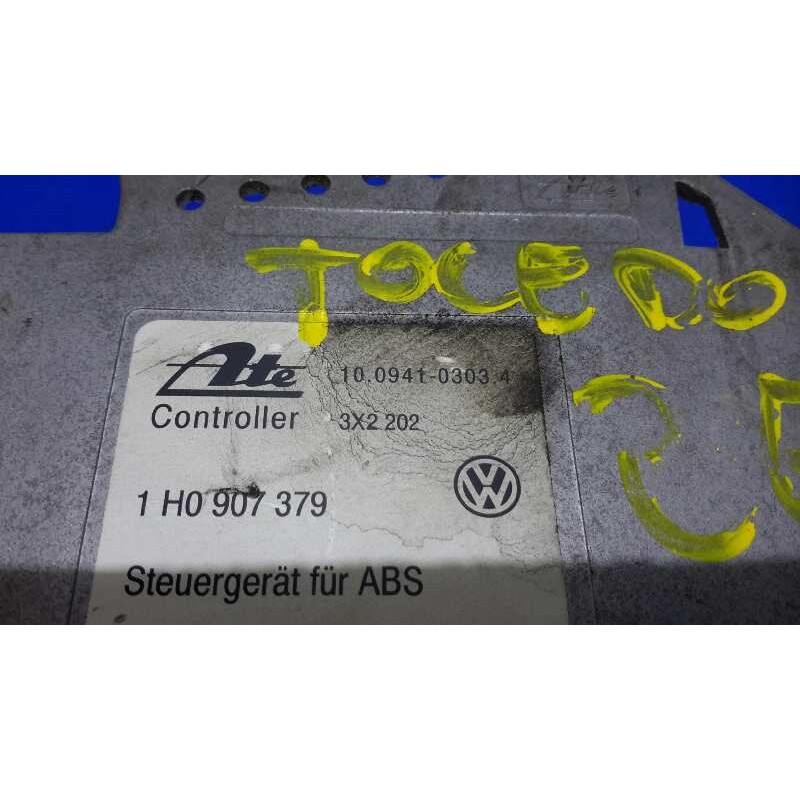 TOLEDO
Ate 10.0941-0303.4
Controller 3X2 202
1 H0 907 379
Steuergerät für ABS